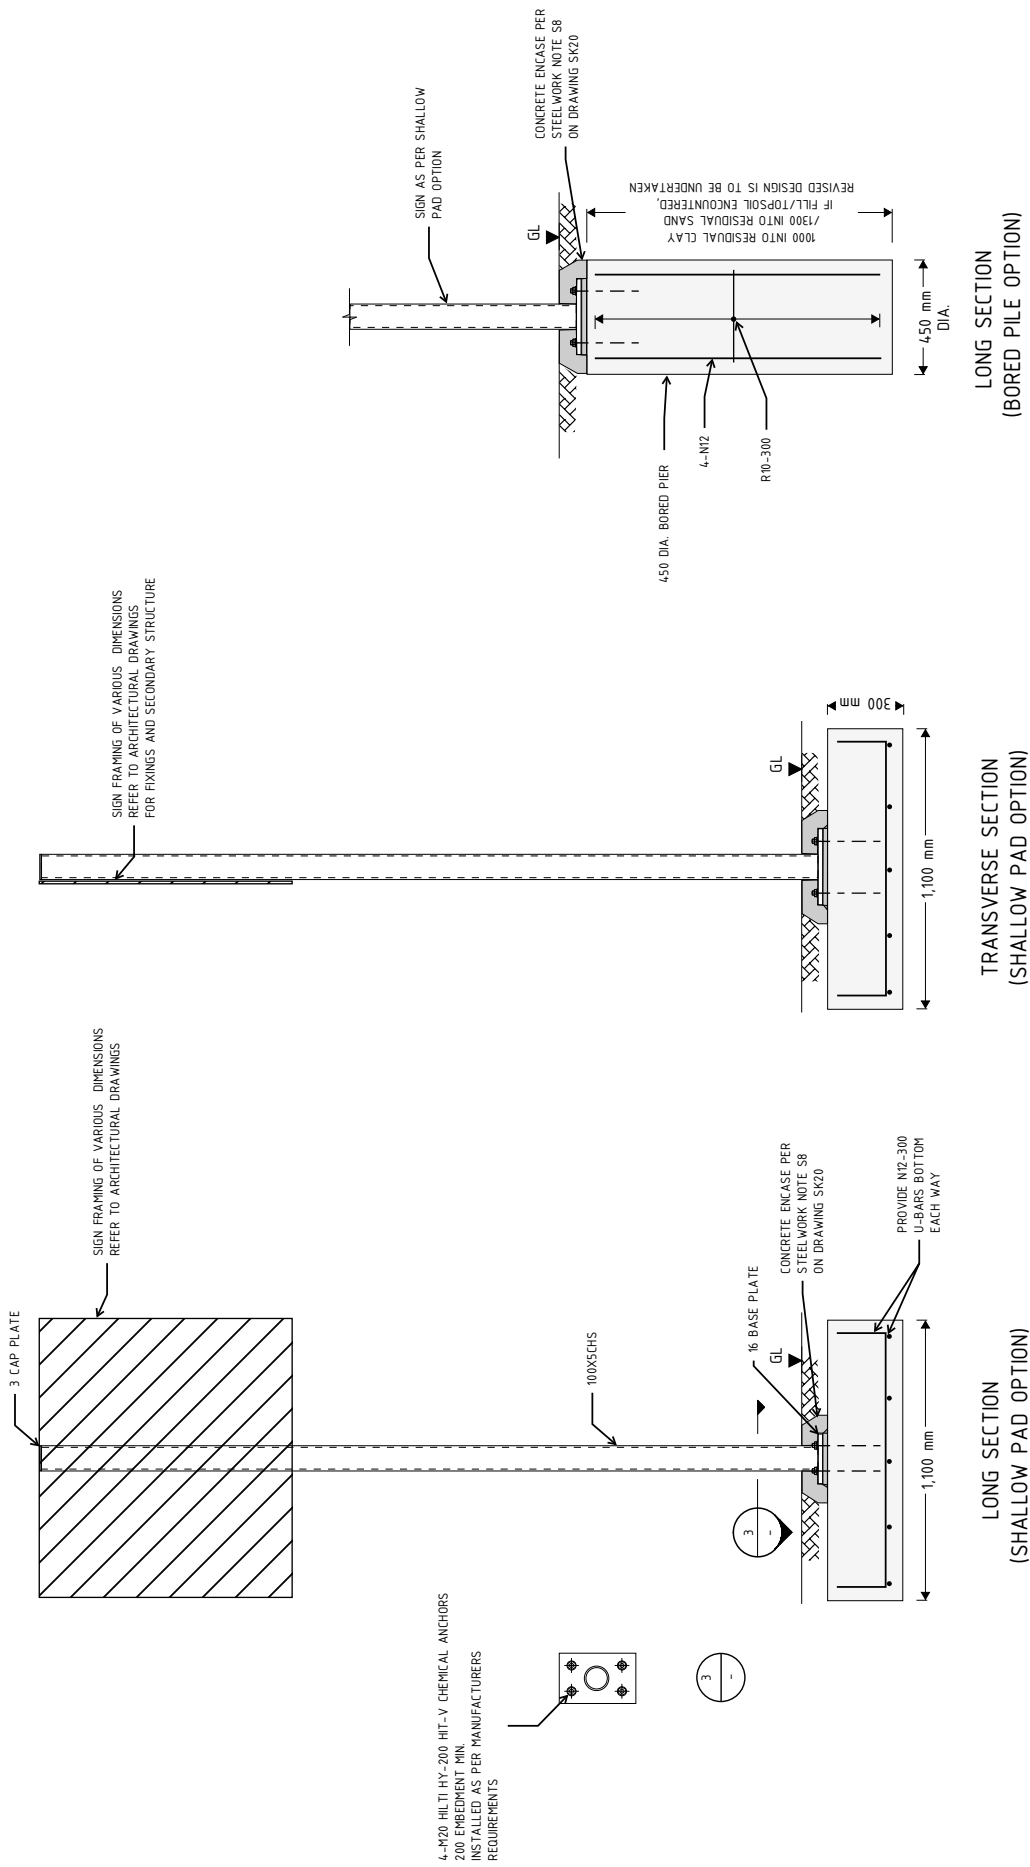 4-M20 HILTI HY-200 HIT-V CHEMICAL ANCHORS
200 EMBEDMENT MIN.
INSTALLED AS PER MANUFACTURERS
REQUIREMENTS
3
-
3 CAP PLATE
SIGN FRAMING OF VARIOUS DIMENSIONS
REFER TO ARCHITECTURAL DRAWINGS
100X5CHS
3
-
16 BASE PLATE
GL
CONCRETE ENCASE PER
STEELWORK NOTE S8
ON DRAWING SK20
PROVIDE N12-300
U-BARS BOTTOM
EACH WAY
1,100 mm
LONG SECTION
(SHALLOW PAD OPTION)
SIGN FRAMING OF VARIOUS DIMENSIONS
REFER TO ARCHITECTURAL DRAWINGS
FOR FIXINGS AND SECONDARY STRUCTURE
GL
300 mm
1,100 mm
TRANSVERSE SECTION
(SHALLOW PAD OPTION)
SIGN AS PER SHALLOW
PAD OPTION
GL
CONCRETE ENCASE PER
STEELWORK NOTE S8
ON DRAWING SK20
1000 INTO RESIDUAL CLAY
/1300 INTO RESIDUAL SAND
IF FILL/TOPSOIL ENCOUNTERED,
REVISED DESIGN IS TO BE UNDERTAKEN
450 DIA. BORED PIER
4-N12
R10-300
450 mm
DIA.
LONG SECTION
(BORED PILE OPTION)